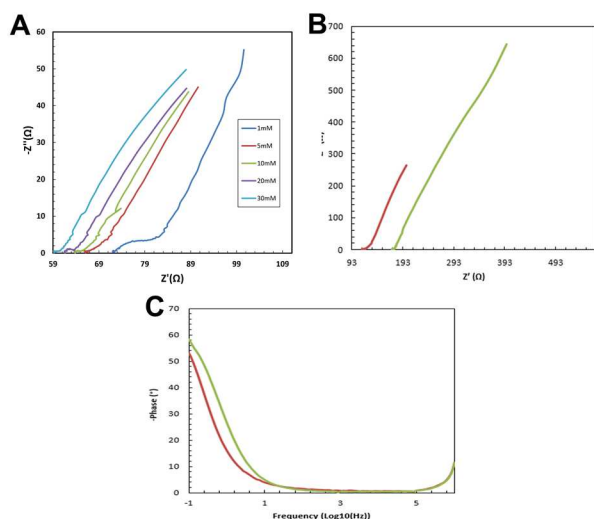 A
60
50
40
30
20
10
0
-Z"(Ω)
59 69 79 89 99 109
Z'(Ω)
1mM
5mM
10mM
20mM
30mM
B
700
600
500
400
300
200
100
0
93 193 293 393 493
Z' (Ω)
C
70
60
50
40
30
20
10
0
-Phase (°)
-1 1 3 5
Frequency (Log10(Hz))